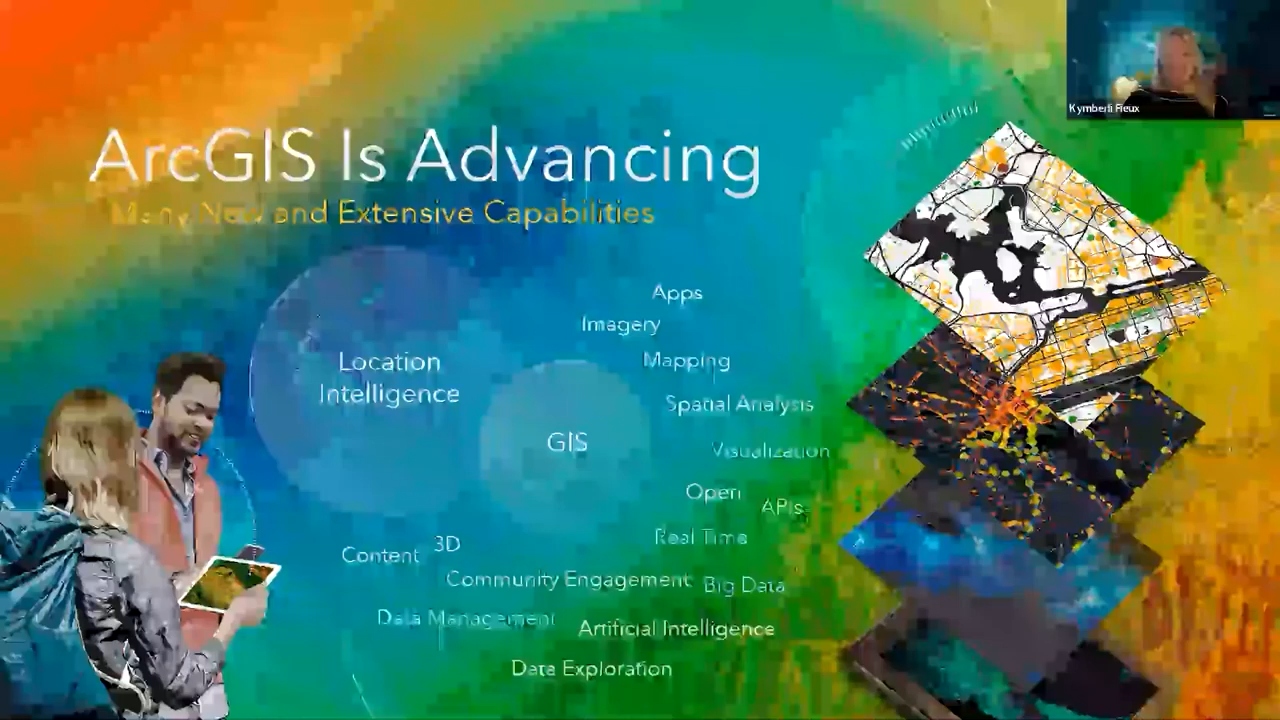 Kymberli Fieux
ArcGIS Is Advancing
Many New and Extensive Capabilities
Apps
Imagery
Location
Intelligence
Mapping
Spatial Analysis
GIS
Visualization
Open
APIs
Real Time
3D
Content
Community Engagement
Big Data
Data Management
Artificial Intelligence
Data Exploration